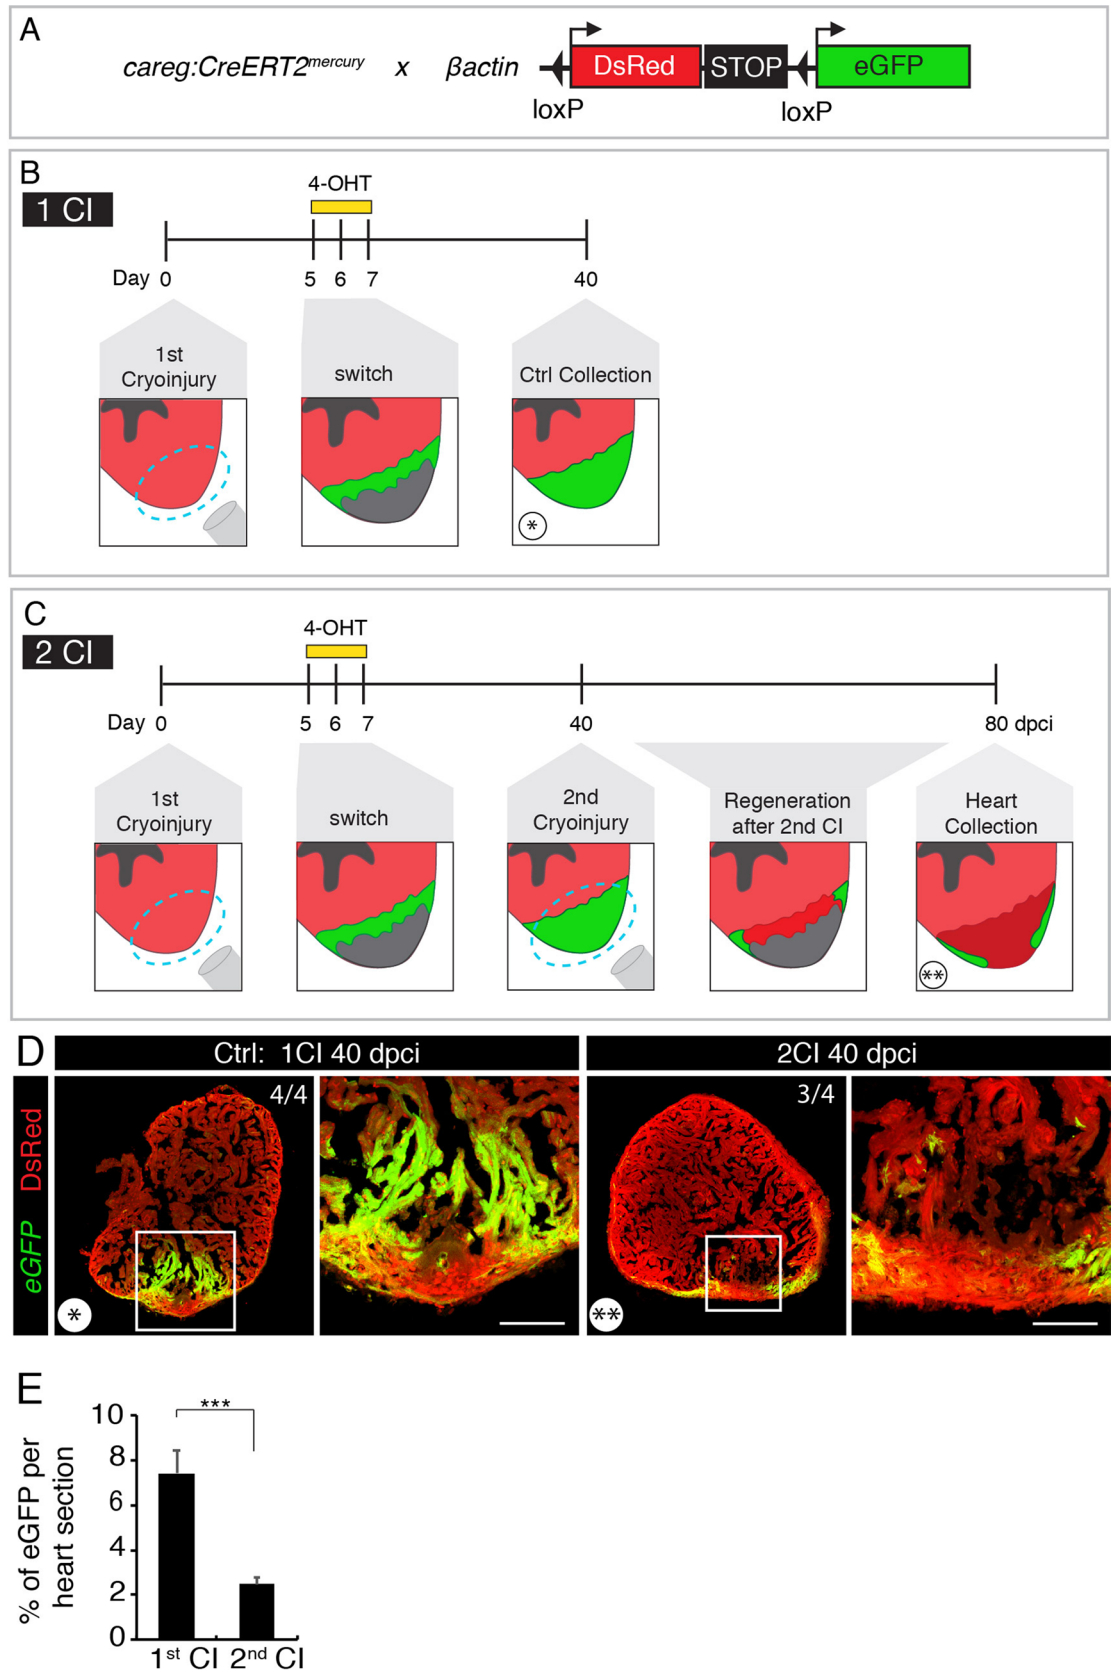 A
careg:CreERT2mercury x βactin
DsRed STOP eGFP
loxP loxP
B
1 CI
4-OHT
Day 0 5 6 7 40
1st
Cryoinjury
switch
Ctrl Collection
*
C
2 CI
4-OHT
Day 0 5 6 7 40 80 dpci
1st
Cryoinjury
switch
2nd
Cryoinjury
Regeneration
after 2nd CI
Heart
Collection
**
D
Ctrl: 1CI 40 dpci
2CI 40 dpci
eGFP DsRed
4/4
3/4
*
**
E
% of eGFP per
heart section
10
8
6
4
2
0
***
1st CI 2nd CI